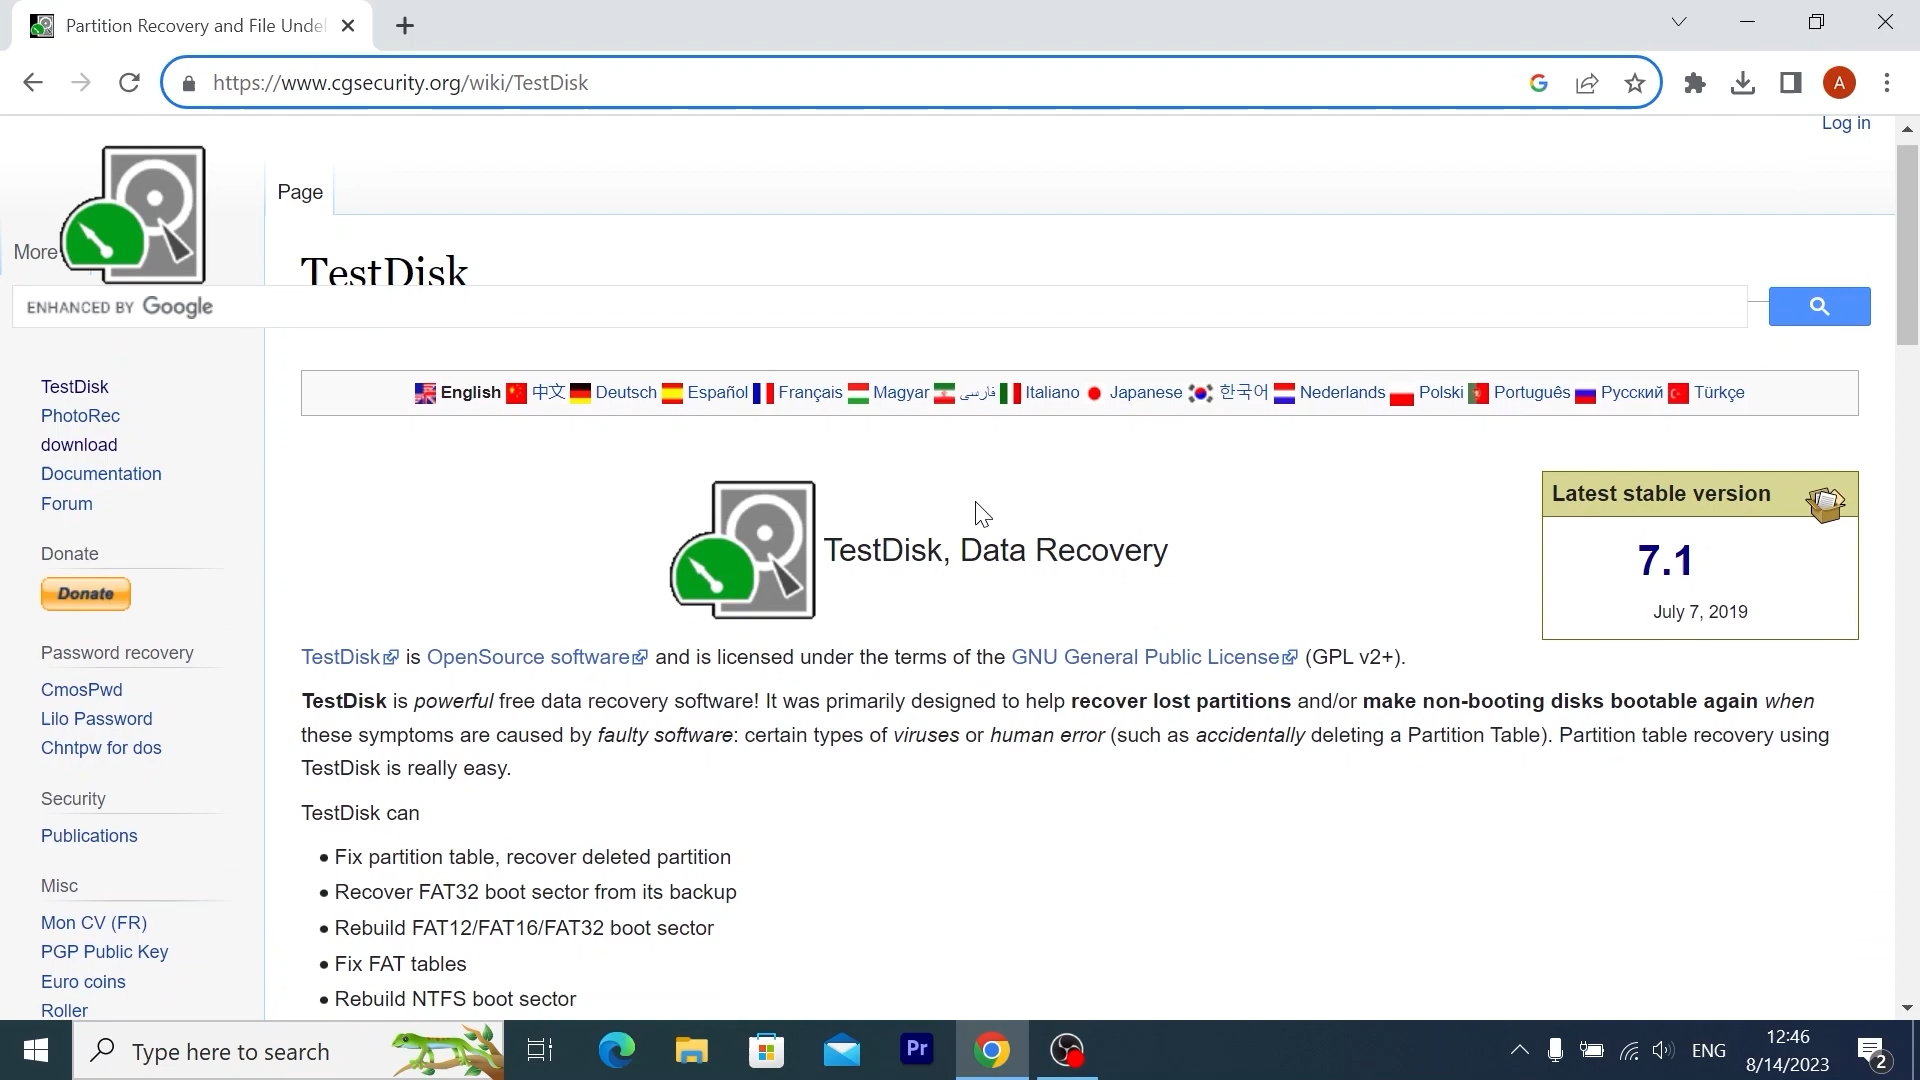 Partition Recovery and File Undel
https://www.cgsecurity.org/wiki/TestDisk
A
Log in
Page
More
TestDisk
ENHANCED BY Google
English 中文 Deutsch Español Français Magyar فارسی Italiano Japanese 한국어 Nederlands Polski Português Русский Türkçe
TestDisk
PhotoRec
download
Documentation
Forum
Donate
Donate
Password recovery
CmosPwd
Lilo Password
Chntpw for dos
Security
Publications
Misc
Mon CV (FR)
PGP Public Key
Euro coins
Roller
TestDisk, Data Recovery
Latest stable version
7.1
July 7, 2019
TestDisk is OpenSource software and is licensed under the terms of the GNU General Public License (GPL v2+).
TestDisk is powerful free data recovery software! It was primarily designed to help recover lost partitions and/or make non-booting disks bootable again when
these symptoms are caused by faulty software: certain types of viruses or human error (such as accidentally deleting a Partition Table). Partition table recovery using
TestDisk is really easy.
TestDisk can
• Fix partition table, recover deleted partition
• Recover FAT32 boot sector from its backup
• Rebuild FAT12/FAT16/FAT32 boot sector
• Fix FAT tables
• Rebuild NTFS boot sector
Type here to search
Pr
ENG
12:46
8/14/2023
2